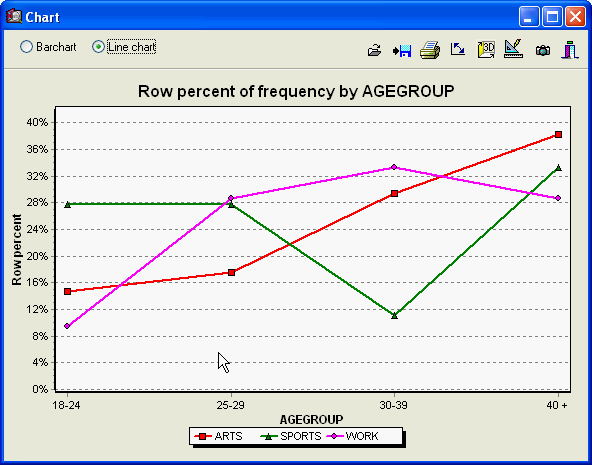 Chart
Barchart Line chart
3D
Row percent of frequency by AGEGROUP
40%
36%
32%
28%
24%
20%
16%
12%
8%
4%
0%
Row percent
18-24 25-29 30-39 40 +
AGEGROUP
ARTS SPORTS WORK